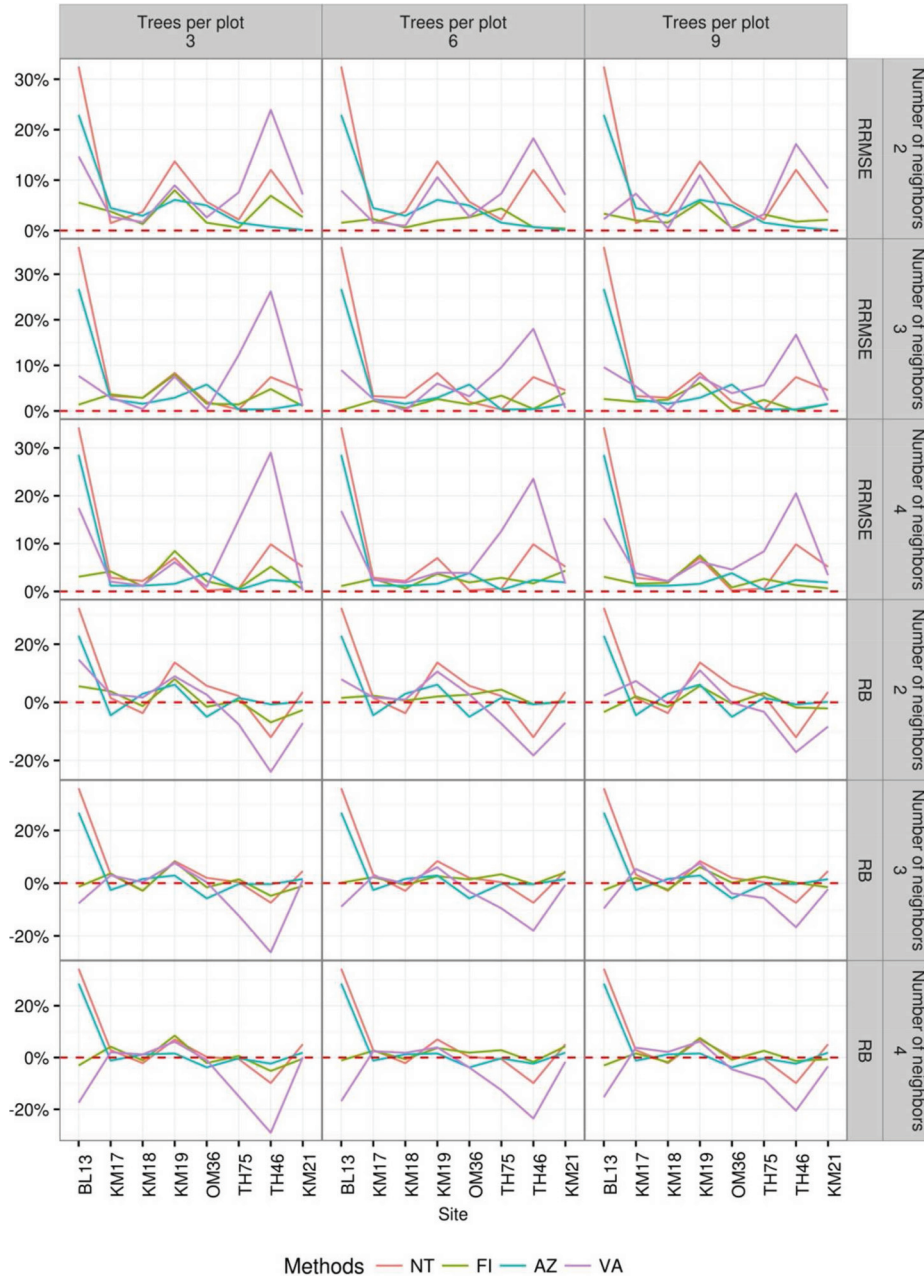 Trees per plot
3
Trees per plot
6
Trees per plot
9
30%
20%
10%
0%
RRMSE
Number of neighbors
2
30%
20%
10%
0%
RRMSE
Number of neighbors
3
30%
20%
10%
0%
RRMSE
Number of neighbors
4
20%
0%
-20%
RB
Number of neighbors
2
20%
0%
-20%
RB
Number of neighbors
3
20%
0%
-20%
RB
Number of neighbors
4
BL13
KM17
KM18
KM19
OM36
TH75
TH46
KM21
BL13
KM17
KM18
KM19
OM36
TH75
TH46
KM21
BL13
KM17
KM18
KM19
OM36
TH75
TH46
KM21
Site
Methods NT FI AZ VA